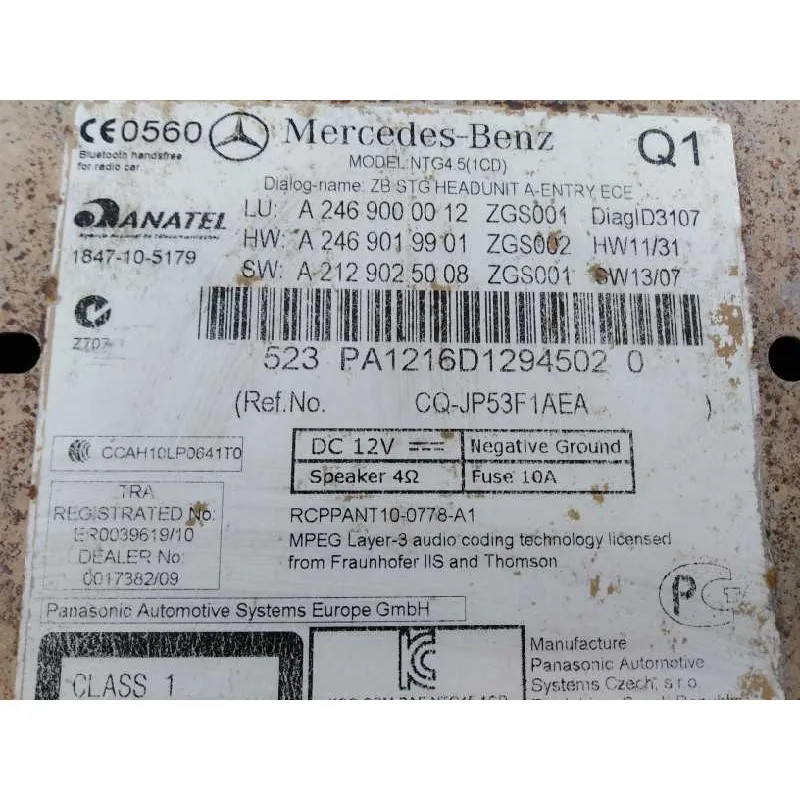 CE0560 Mercedes-Benz Q1
Bluetooth handsfree
for radio car
MODEL:NTG4.5(1CD)
Dialog-name: ZB STG HEADUNIT A-ENTRY ECE
ANATEL
LU: A 246 900 00 12 ZGS001 DiagID3107
HW: A 246 901 99 01 ZGS002 HW11/31
1847-10-5179
SW: A 212 902 50 08 ZGS001 SW13/07
Z707
523 PA1216D1294502 0
(Ref.No. CQ-JP53F1AEA )
CCAH10LP0641T0
DC 12V Negative Ground
Speaker 4Ω Fuse 10A
TRA
REGISTRATED No:
ER0039619/10
DEALER No:
0017382/09
RCPPANT10-0778-A1
MPEG Layer-3 audio coding technology licensed
from Fraunhofer IIS and Thomson
Panasonic Automotive Systems Europe GmbH
CLASS 1
Manufacture
Panasonic Automotive
Systems Czech, s.r.o.